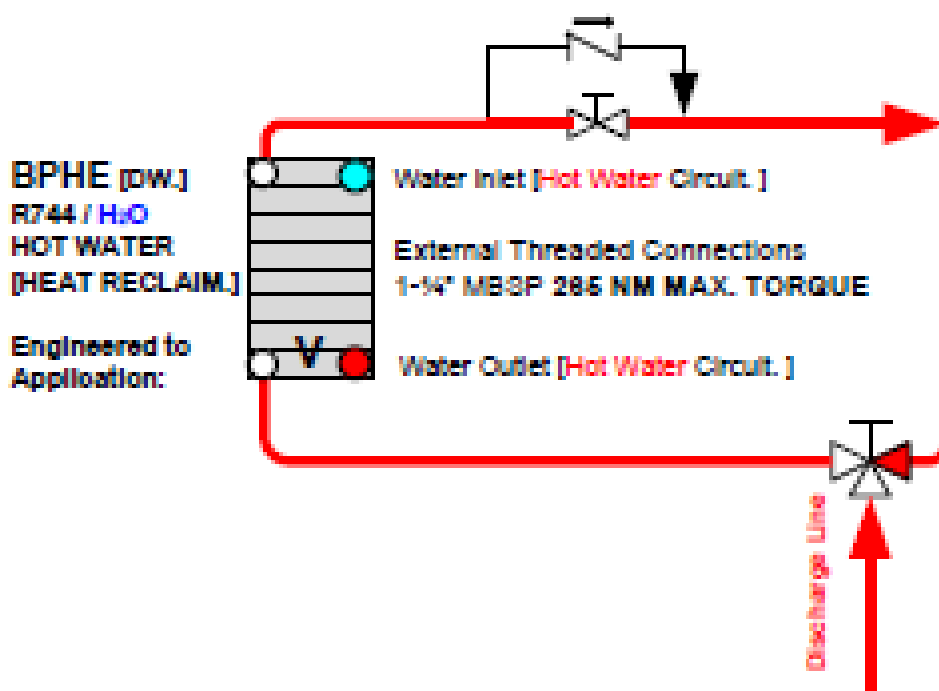 BPHE [DW.]
R744 / H₂O
HOT WATER
[HEAT RECLAIM.]
Engineered to
Application:
Water Inlet [Hot Water Circuit. ]
External Threaded Connections
1-¼" MBSP 265 NM MAX. TORQUE
V
Water Outlet [Hot Water Circuit. ]
Discharge Line